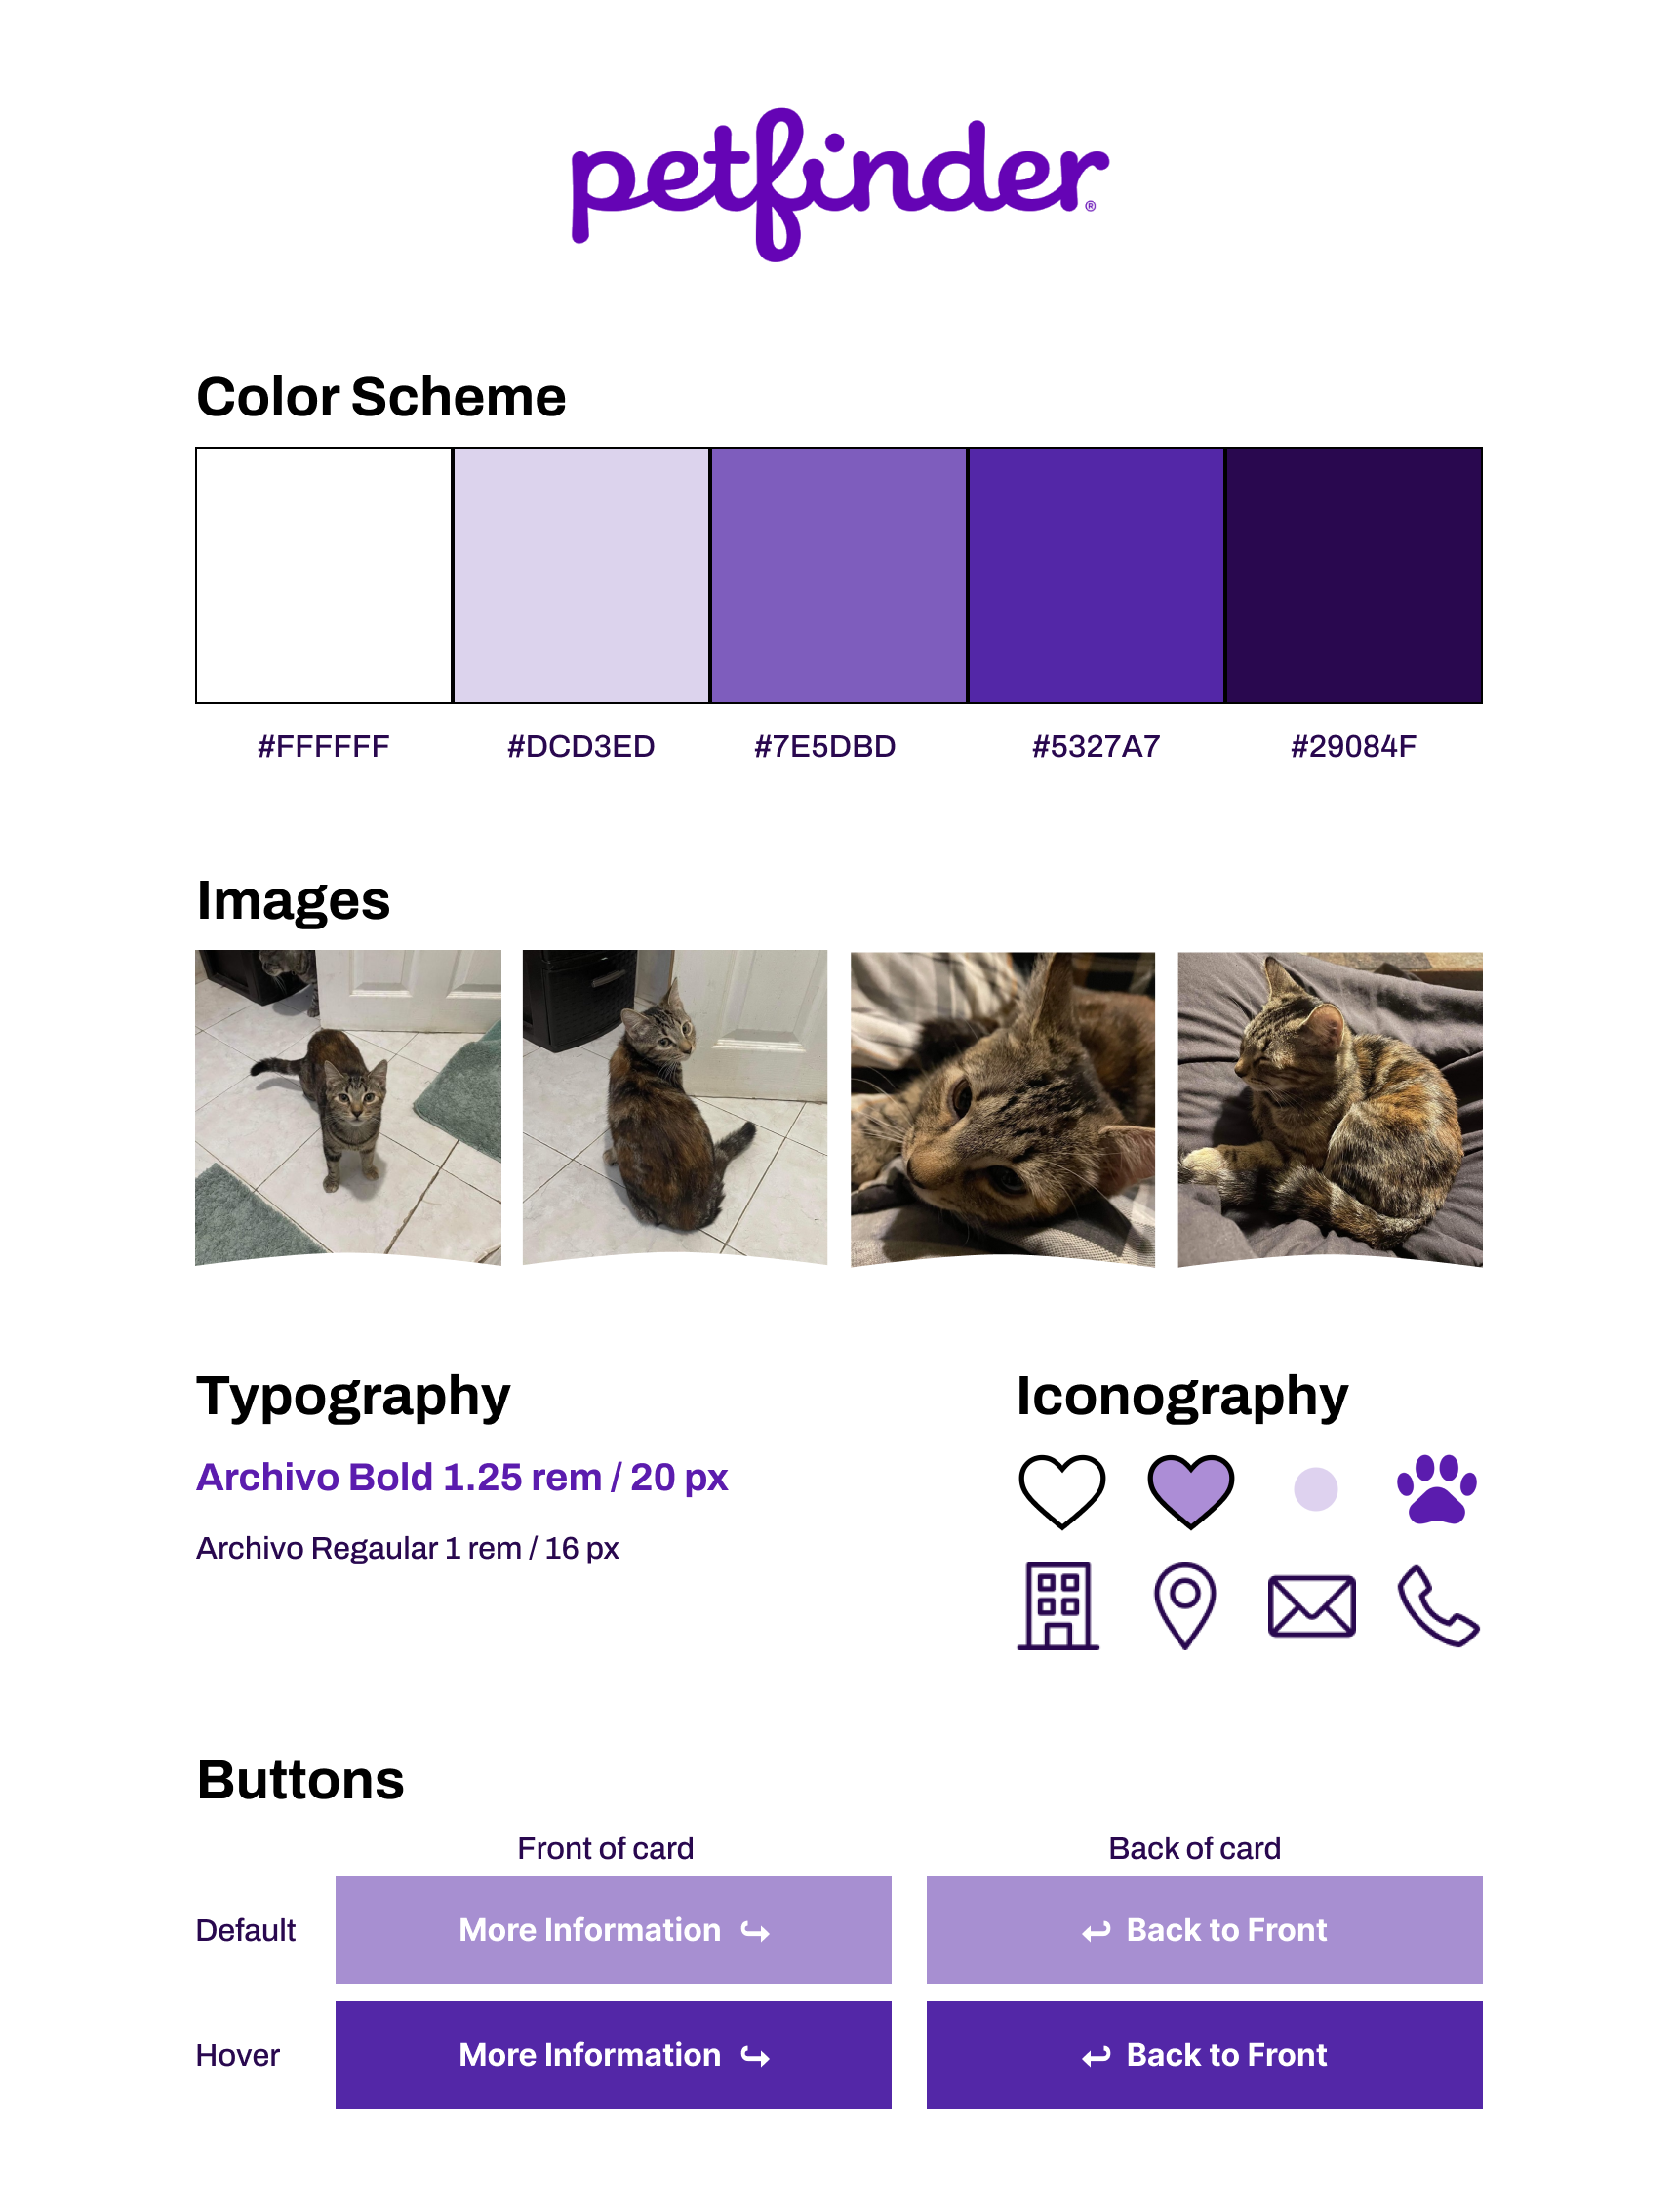 petfinder®
Color Scheme
#FFFFFF #DCD3ED #7E5DBD #5327A7 #29084F
Images
Typography
Iconography
Archivo Bold 1.25 rem / 20 px
Archivo Regaular 1 rem / 16 px
Buttons
Front of card Back of card
Default More Information ↪ ↩ Back to Front
Hover More Information ↪ ↩ Back to Front